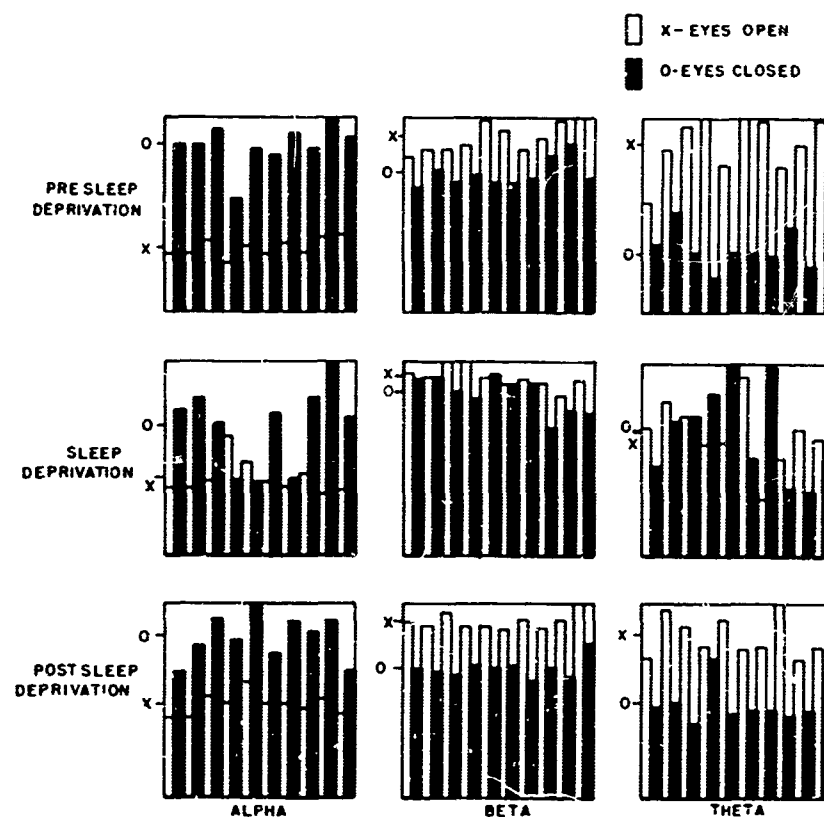 X-EYES OPEN
O-EYES CLOSED
O
X
X
O
X
O
PRE SLEEP
DEPRIVATION
O
X
X
O
O
X
SLEEP
DEPRIVATION
O
X
X
O
X
O
POST SLEEP
DEPRIVATION
ALPHA
BETA
THETA